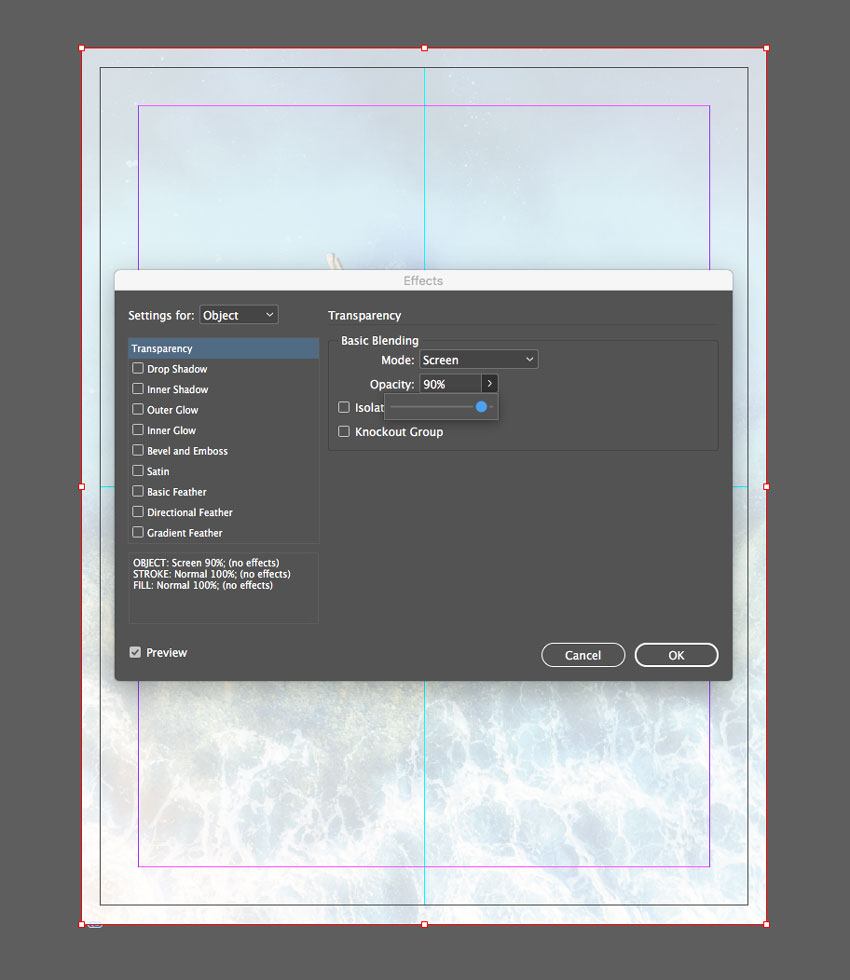 Effects
Settings for: Object
Transparency
Transparency
Drop Shadow
Inner Shadow
Outer Glow
Inner Glow
Bevel and Emboss
Satin
Basic Feather
Directional Feather
Gradient Feather
Basic Blending
Mode: Screen
Opacity: 90%
Isolat
Knockout Group
OBJECT: Screen 90%; (no effects)
STROKE: Normal 100%; (no effects)
FILL: Normal 100%; (no effects)
Preview
Cancel
OK